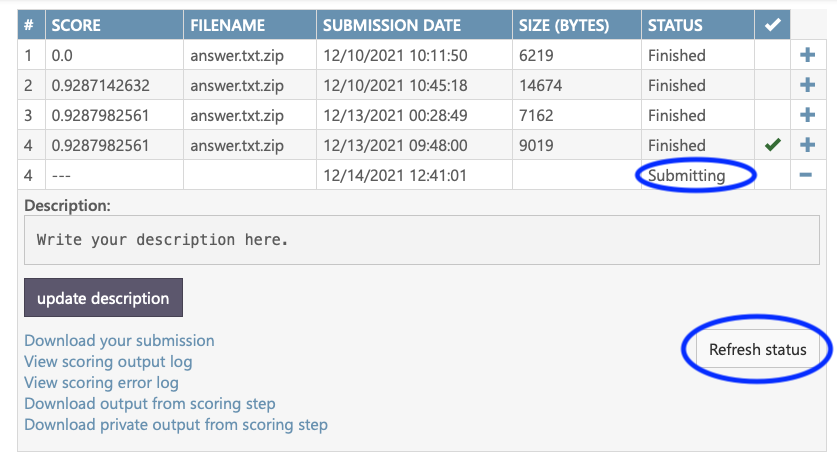 # SCORE FILENAME SUBMISSION DATE SIZE (BYTES) STATUS ✔
1 0.0 answer.txt.zip 12/10/2021 10:11:50 6219 Finished +
2 0.9287142632 answer.txt.zip 12/10/2021 10:45:18 14674 Finished +
3 0.9287982561 answer.txt.zip 12/13/2021 00:28:49 7162 Finished +
4 0.9287982561 answer.txt.zip 12/13/2021 09:48:00 9019 Finished ✔ +
4 --- 12/14/2021 12:41:01 Submitting −
Description:
Write your description here.
update description
Download your submission
Refresh status
View scoring output log
View scoring error log
Download output from scoring step
Download private output from scoring step